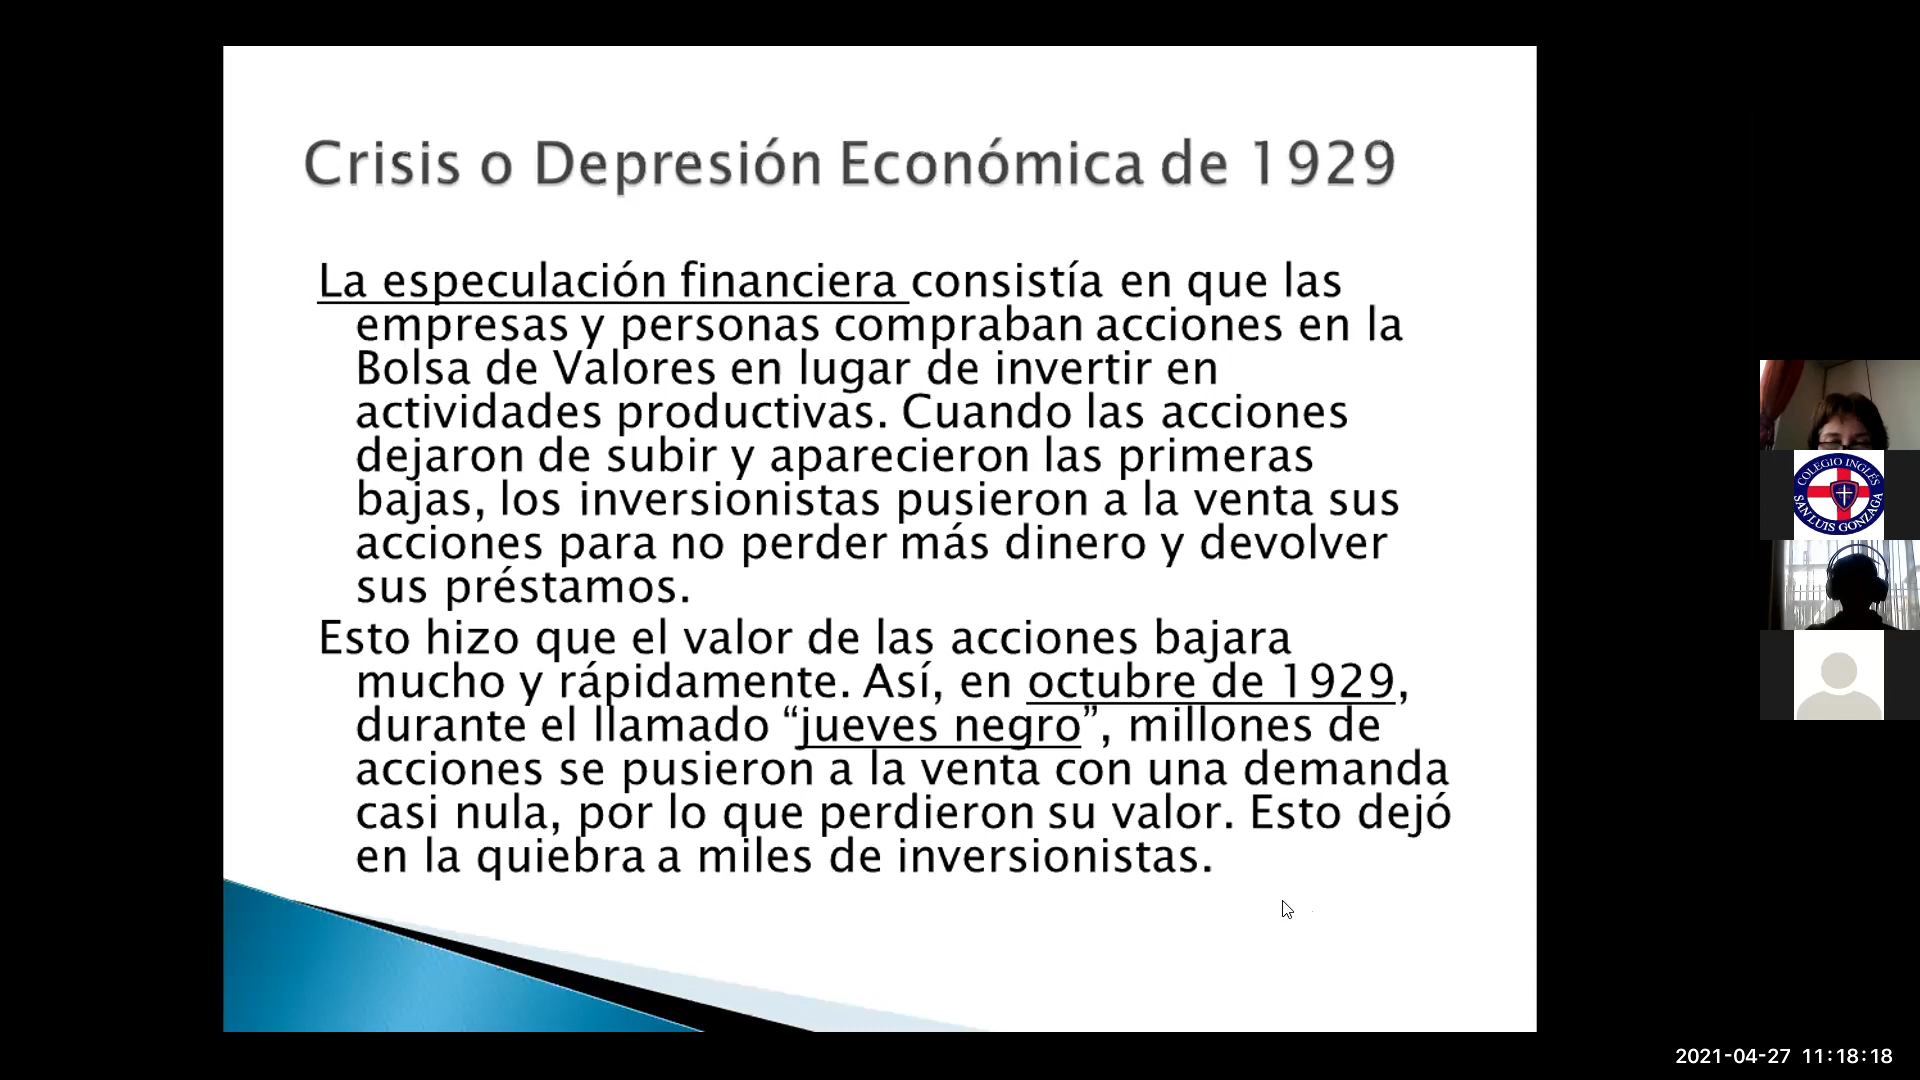 Crisis o Depresión Económica de 1929
La especulación financiera consistía en que las
empresas y personas compraban acciones en la
Bolsa de Valores en lugar de invertir en
actividades productivas. Cuando las acciones
dejaron de subir y aparecieron las primeras
bajas, los inversionistas pusieron a la venta sus
acciones para no perder más dinero y devolver
sus préstamos.
Esto hizo que el valor de las acciones bajara
mucho y rápidamente. Así, en octubre de 1929,
durante el llamado “jueves negro”, millones de
acciones se pusieron a la venta con una demanda
casi nula, por lo que perdieron su valor. Esto dejó
en la quiebra a miles de inversionistas.
COLEGIO INGLÉS
SAN LUIS GONZAGA
2021-04-27 11:18:18